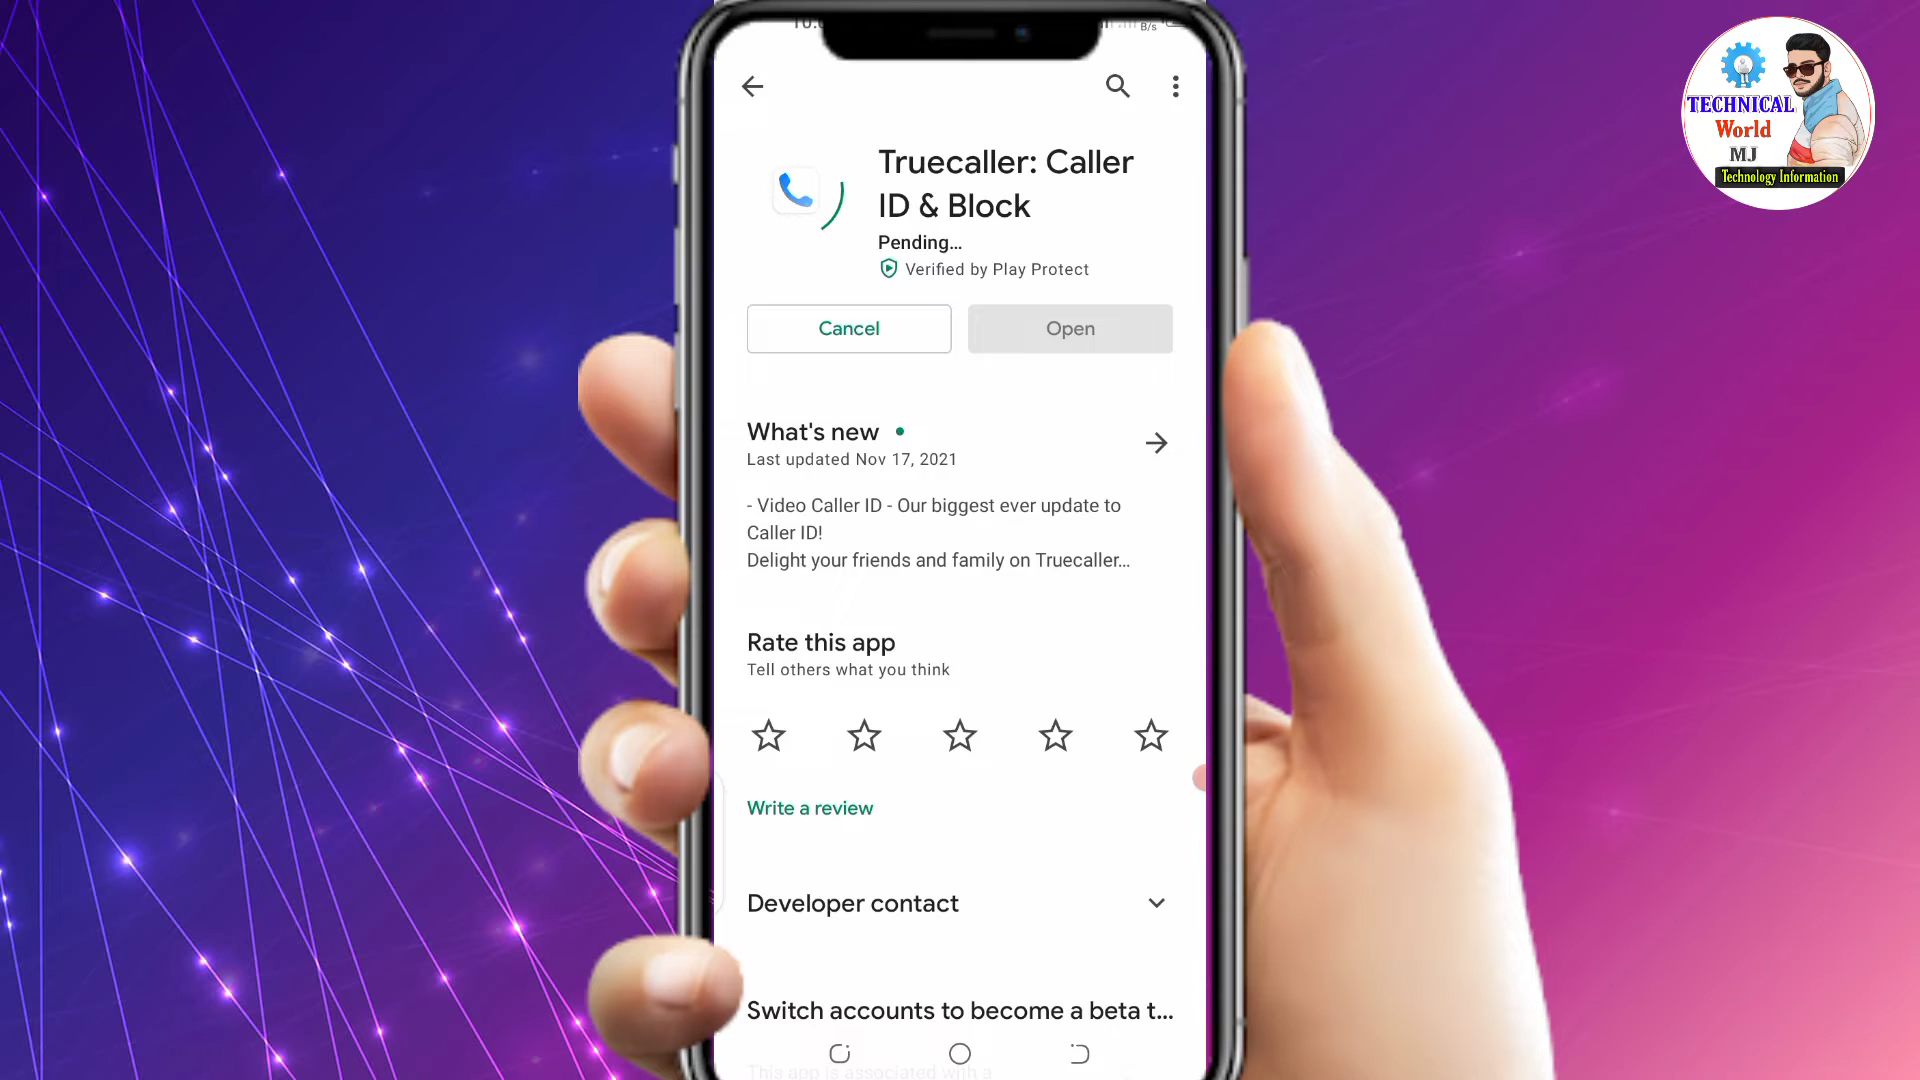 B/s
Truecaller: Caller
ID & Block
Pending...
Verified by Play Protect
Cancel
Open
What's new
Last updated Nov 17, 2021
- Video Caller ID - Our biggest ever update to
Caller ID!
Delight your friends and family on Truecaller...
Rate this app
Tell others what you think
Write a review
Developer contact
Switch accounts to become a beta t...
This app is associated with a
TECHNICAL
World
MJ
Technology Information